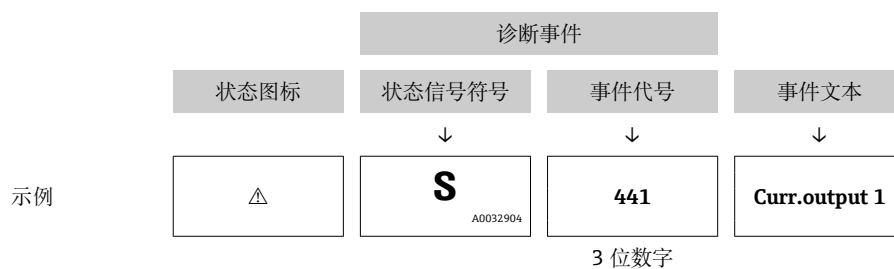 诊断事件
状态图标 状态信号符号 事件代号 事件文本
↓ ↓ ↓
示例 ⚠ S 441 Curr.output 1
A0032904
3 位数字